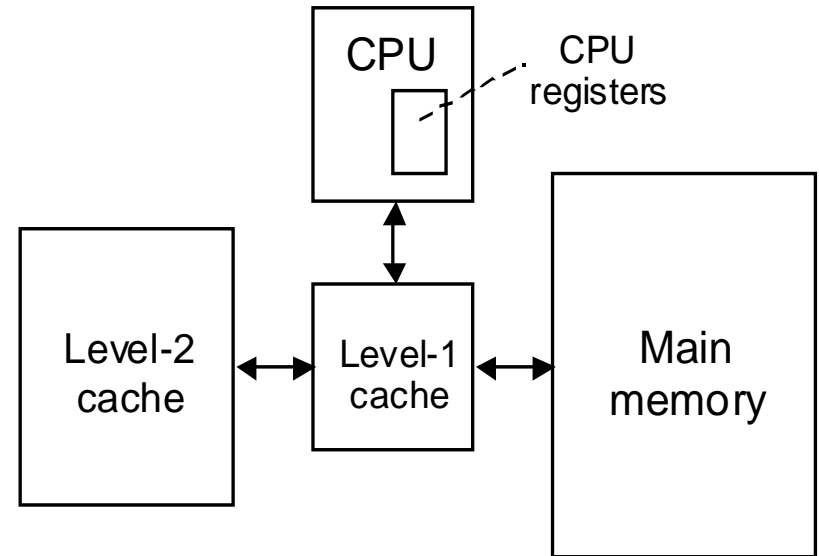 CPU
CPU
registers
Level-2
cache
Level-1
cache
Main
memory